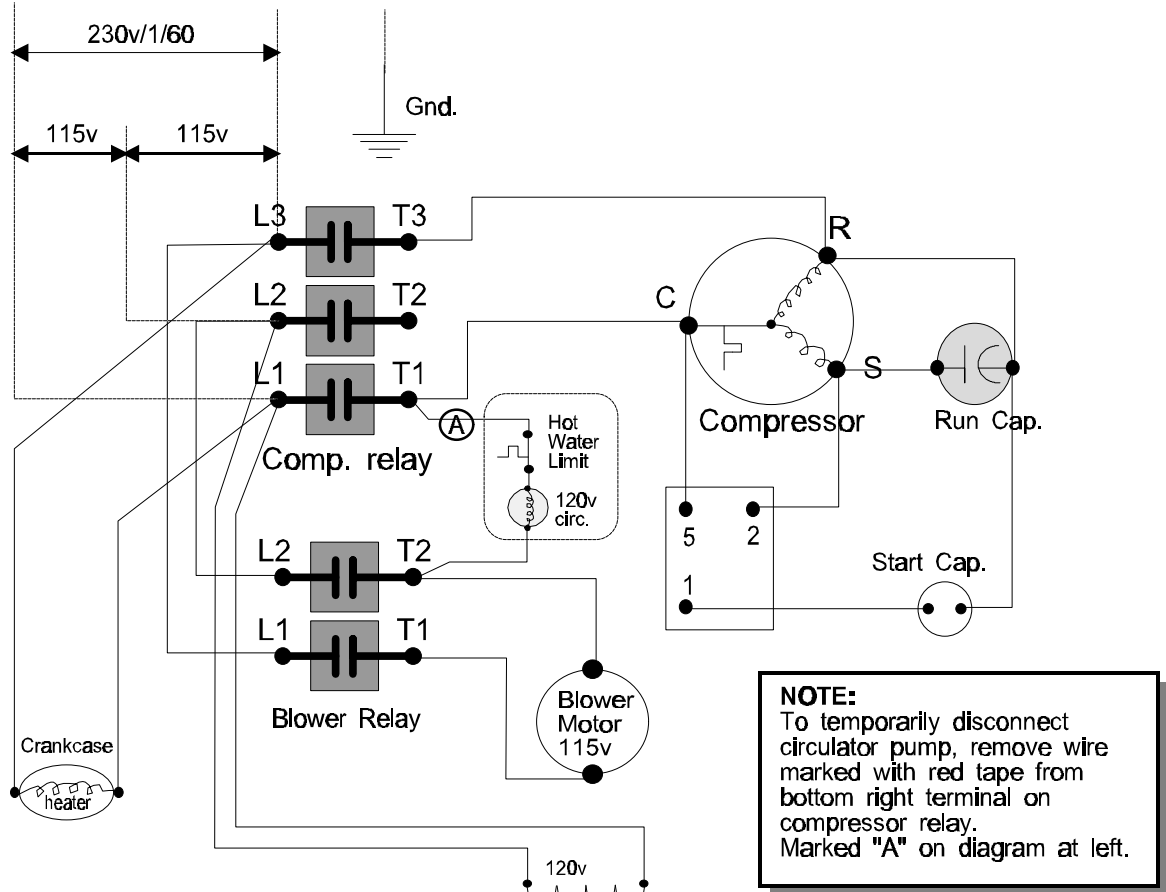 230v/1/60
Gnd.
115v 115v
L3 T3
R
L2 T2
C
L1 T1
S
A
Hot
Water
Limit
Compressor
Run Cap.
Comp. relay
120v
circ.
5 2
L2 T2
Start Cap.
1
L1 T1
Blower Relay
Blower
Motor
115v
NOTE:
To temporarily disconnect
circulator pump, remove wire
marked with red tape from
bottom right terminal on
compressor relay.
Marked "A" on diagram at left.
Crankcase
heater
120v